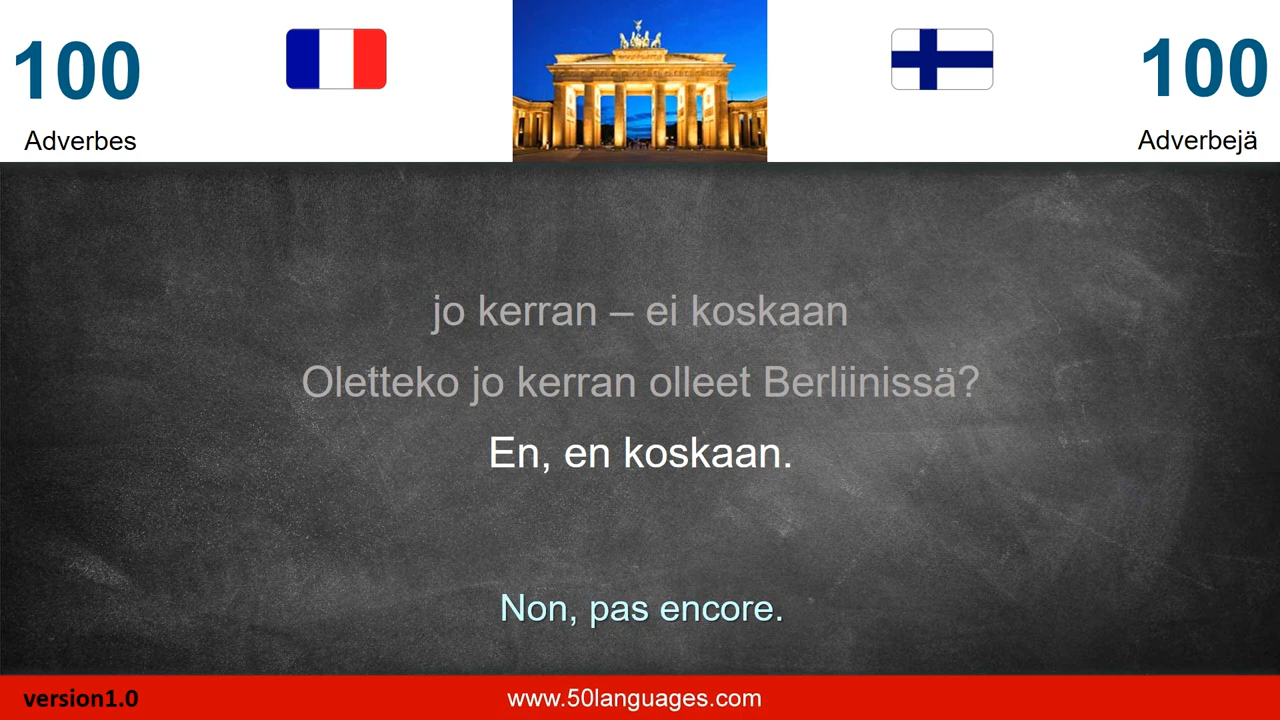 100
Adverbes
100
Adverbejä
jo kerran – ei koskaan
Oletteko jo kerran olleet Berliinissä?
En, en koskaan.
Non, pas encore.
version1.0
www.50languages.com